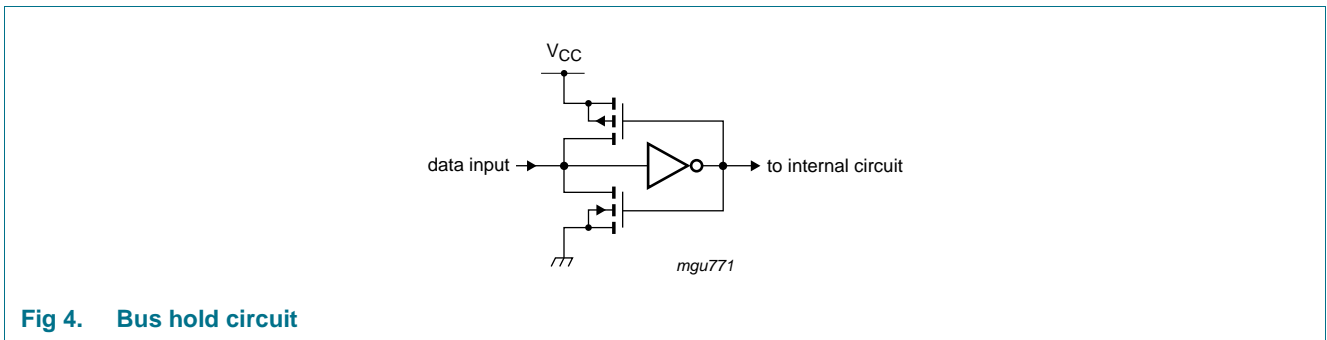 VCC
data input
to internal circuit
mgu771
Fig 4. Bus hold circuit